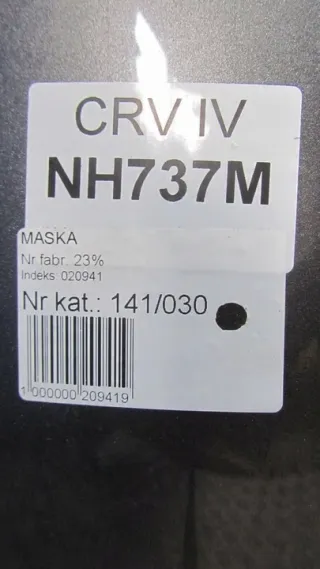 CRV IV
NH737M
MASKA
Nr fabr. 23%
Indeks: 020941
Nr kat.: 141/030
1 000000 209419